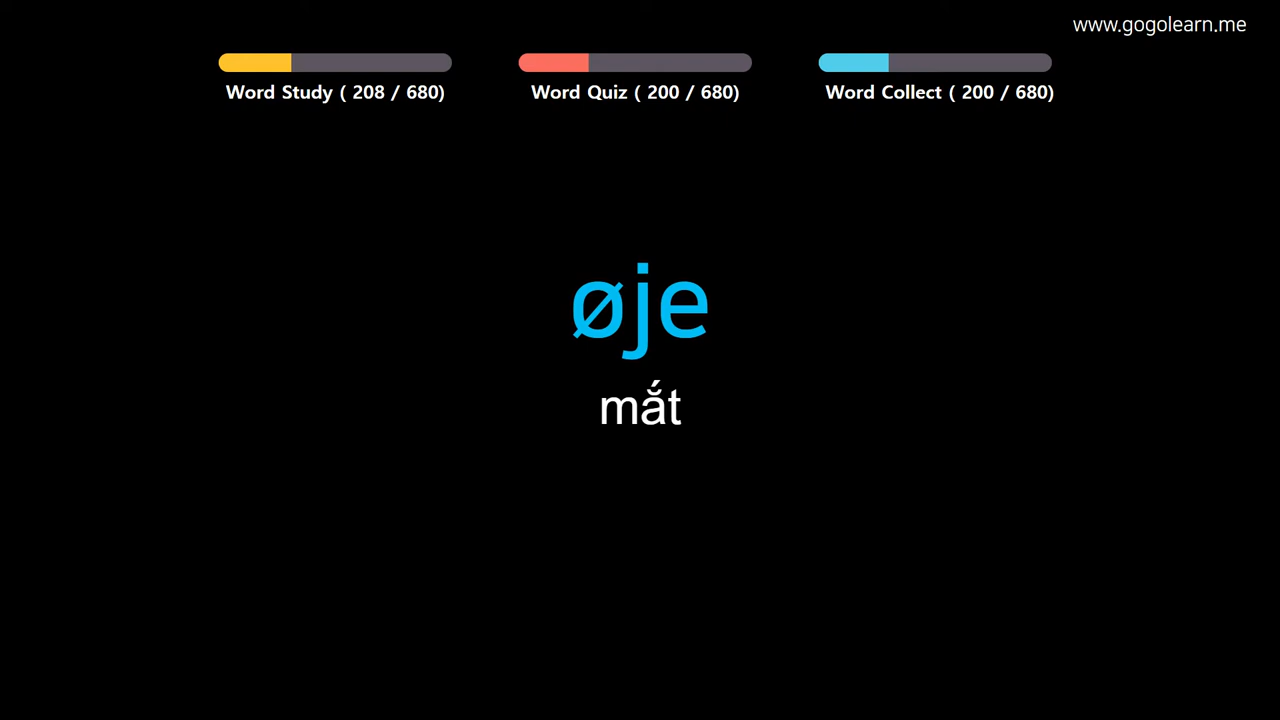 www.gogolearn.me
Word Study ( 208 / 680)
Word Quiz ( 200 / 680)
Word Collect ( 200 / 680)
øje
mắt